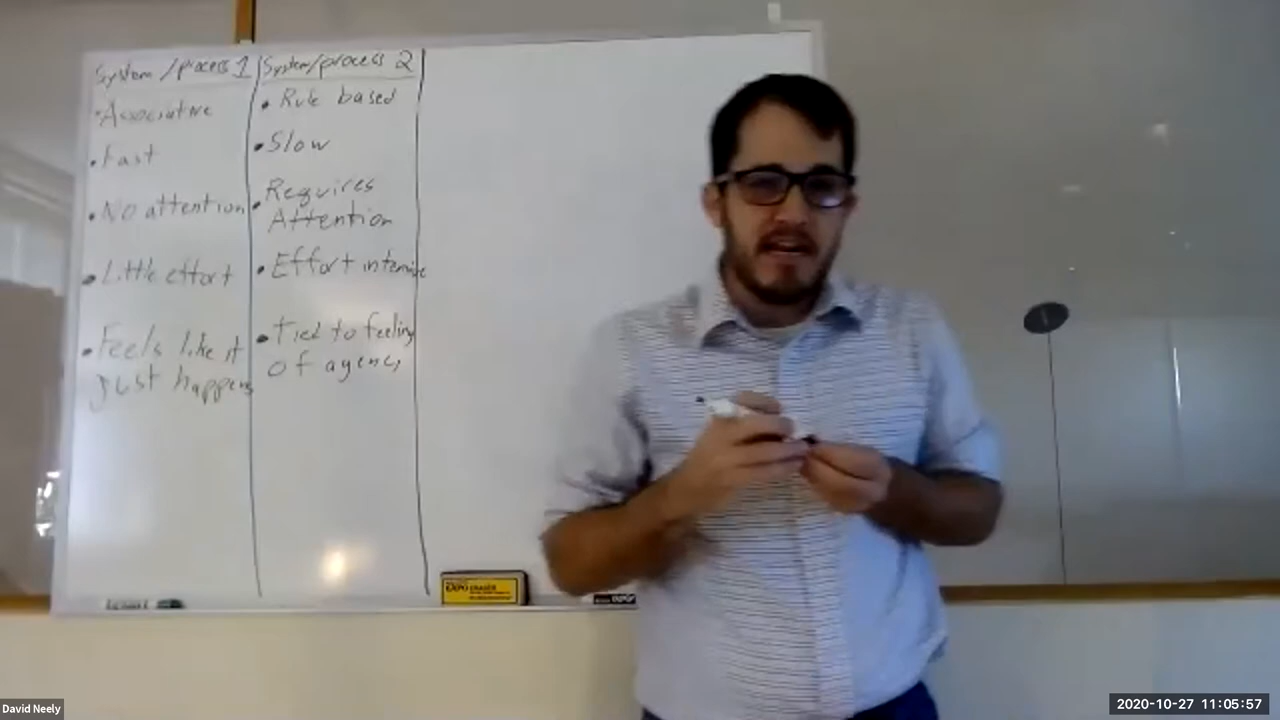 System/process 1
• Associative
• Fast
• No attention
• Little effort
• Feels like it
Just happens
System/process 2
• Rule based
• Slow
• Requires
Attention
• Effort intensive
• Tied to feeling
of agency
EXPO ERASER
EXPO
David Neely
2020-10-27 11:05:57